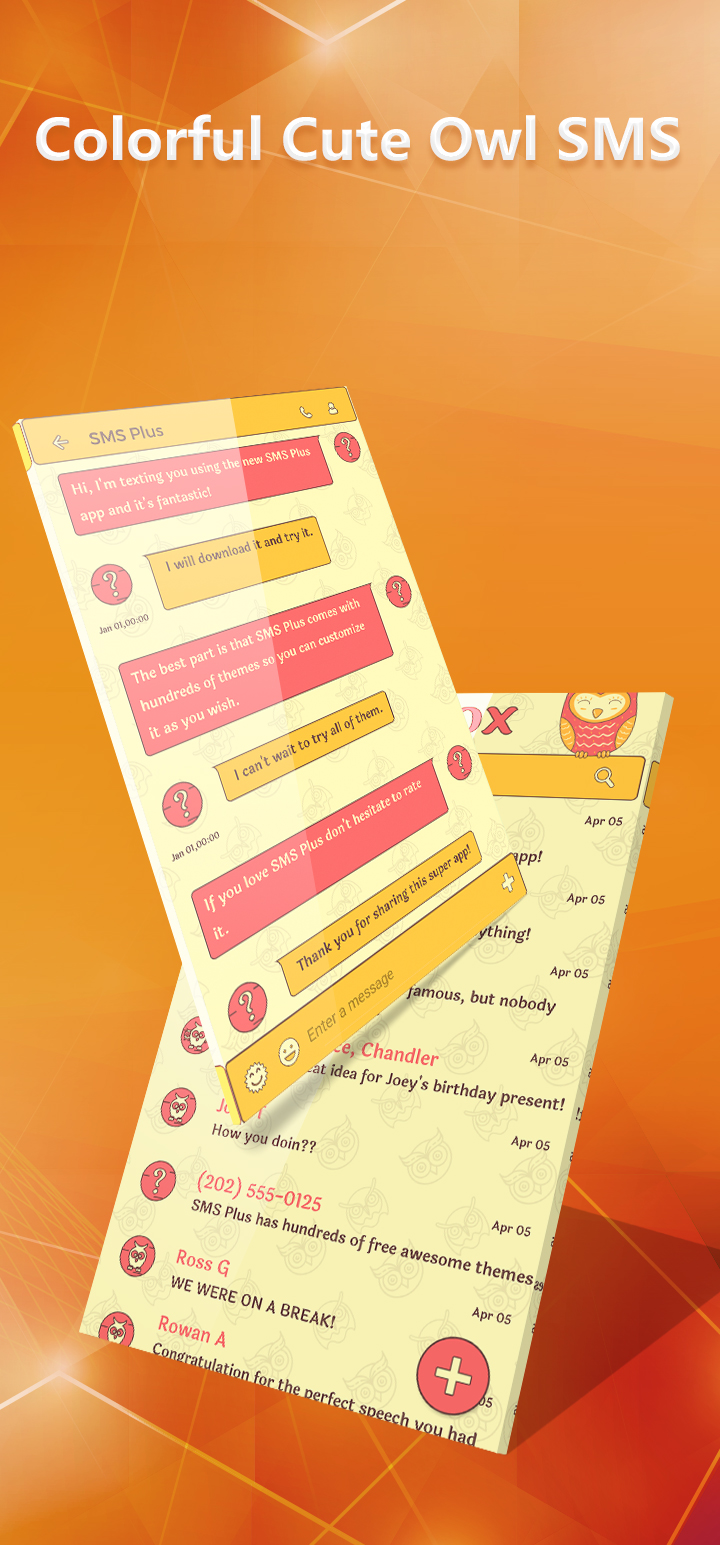 Colorful Cute Owl SMS
SMS Plus
Hi, I'm texting you using the new SMS Plus
app and it's fantastic!
I will download it and try it.
Jan 01,00:00
The best part is that SMS Plus comes with
hundreds of themes so you can customize
it as you wish.
I can't wait to try all of them.
Jan 01,00:00
If you love SMS Plus don't hesitate to rate
it.
Thank you for sharing this super app!
Enter a message
Apr 05
app!
Apr 05
ything!
Apr 05
famous, but nobody
Apr 05
ce, Chandler
eat idea for Joey's birthday present!
Apr 05
How you doin??
(202) 555-0125
Apr 05
SMS Plus has hundreds of free awesome themes
Ross G
Apr 05
WE WERE ON A BREAK!
Rowan A
05
Congratulation for the perfect speech you had